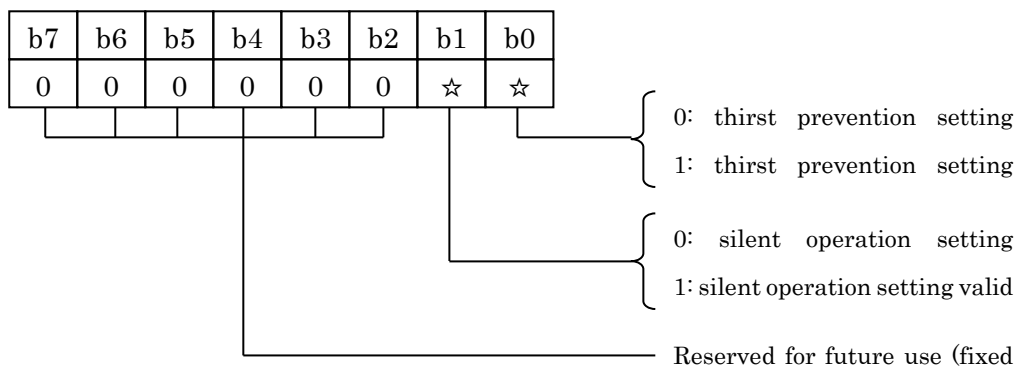 b7 b6 b5 b4 b3 b2 b1 b0
0 0 0 0 0 0 ☆ ☆
0: thirst prevention setting
1: thirst prevention setting
0: silent operation setting
1: silent operation setting valid
Reserved for future use (fixed